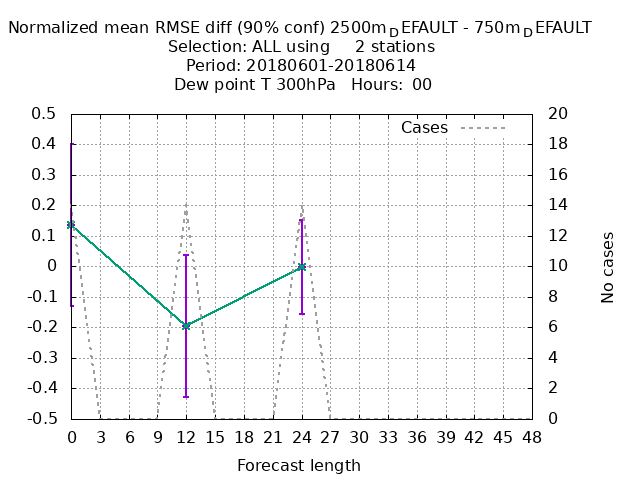 Normalized mean RMSE diff (90% conf) 2500mDEFAULT - 750mDEFAULT
Selection: ALL using 2 stations
Period: 20180601-20180614
Dew point T 300hPa Hours: 00
0.5
0.4
0.3
0.2
0.1
0
-0.1
-0.2
-0.3
-0.4
-0.5
Cases
20
18
16
14
12
10
8
6
4
2
0
No cases
0 3 6 9 12 15 18 21 24 27 30 33 36 39 42 45 48
Forecast length